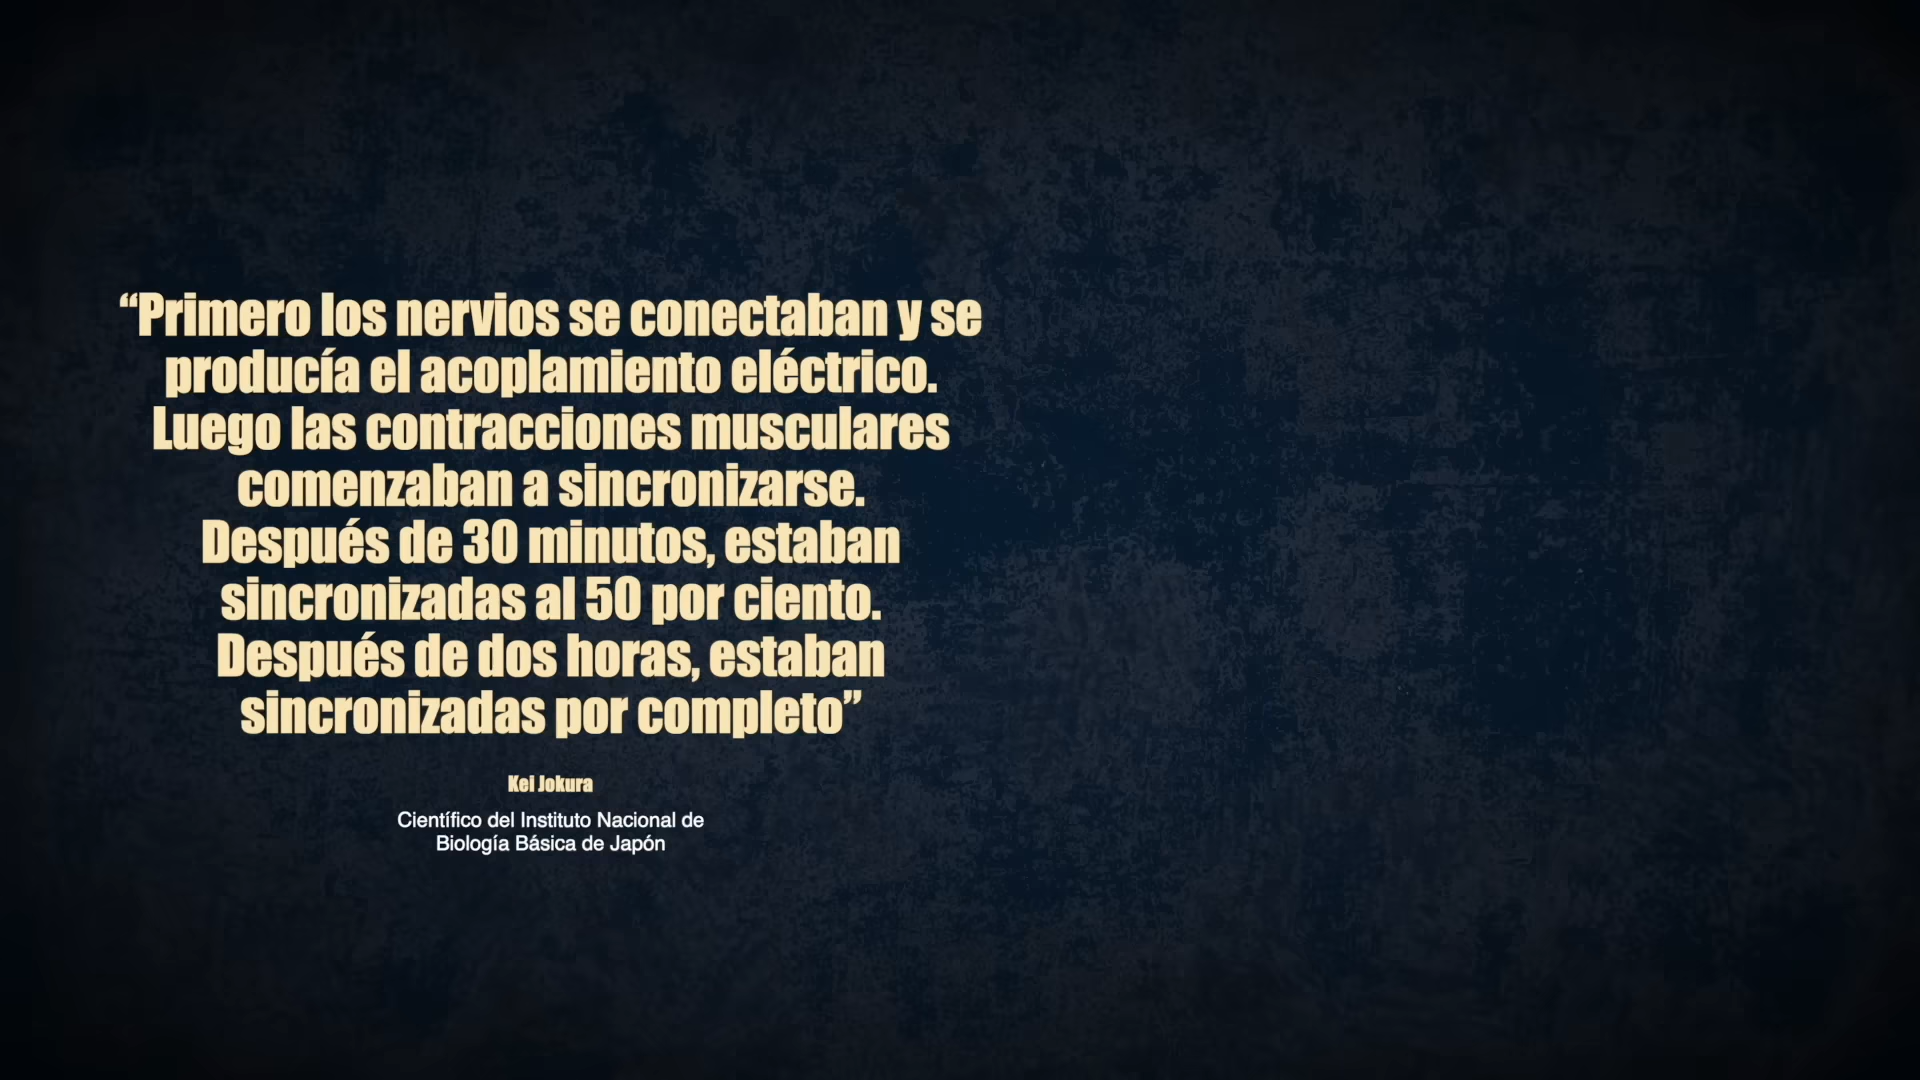 “Primero los nervios se conectaban y se
producía el acoplamiento eléctrico.
Luego las contracciones musculares
comenzaban a sincronizarse.
Después de 30 minutos, estaban
sincronizadas al 50 por ciento.
Después de dos horas, estaban
sincronizadas por completo”
Kei Jokura
Científico del Instituto Nacional de
Biología Básica de Japón